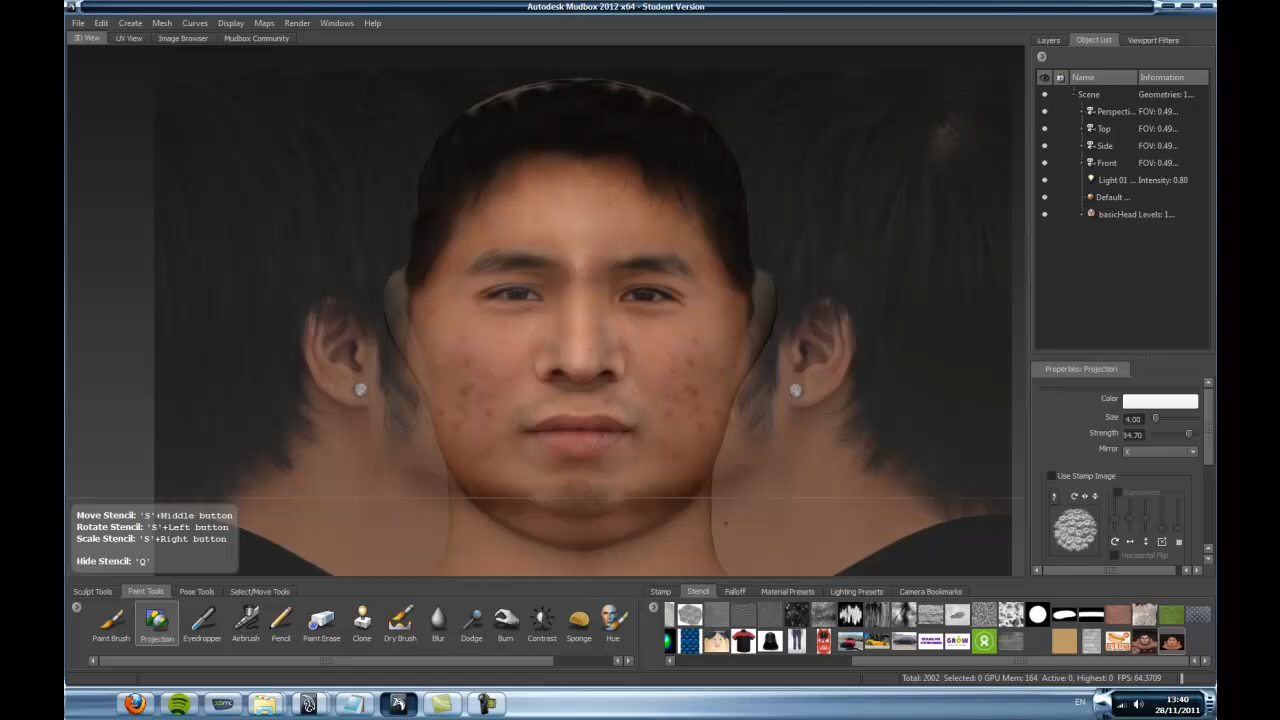 Autodesk Mudbox 2012 x64 - Student Version
File Edit Create Mesh Curves Display Maps Render Windows Help
3D View UV View Image Browser Mudbox Community
Layers Object List Viewport Filters
Name Information
Scene Geometries: 1...
Perspecti... FOV: 0.49...
Top FOV: 0.49...
Side FOV: 0.49...
Front FOV: 0.49...
Light 01 ... Intensity: 0.80
Default ...
basicHead Levels: 1...
Properties: Projection
Color
Size 4.00
Strength 34.70
Mirror X
Use Stamp Image
Randomize
Horizontal Flip
Move Stencil: 'S'+Middle button
Rotate Stencil: 'S'+Left button
Scale Stencil: 'S'+Right button
Hide Stencil: 'Q'
Sculpt Tools Paint Tools Pose Tools Select/Move Tools
Stamp Stencil Falloff Material Presets Lighting Presets Camera Bookmarks
Paint Brush Projection Eyedropper Airbrush Pencil Paint Erase Clone Dry Brush Blur Dodge Burn Contrast Sponge Hue
GROW
Total: 2002 Selected: 0 GPU Mem: 164 Active: 0, Highest: 0 FPS: 64.3709
EN
13:40
28/11/2011